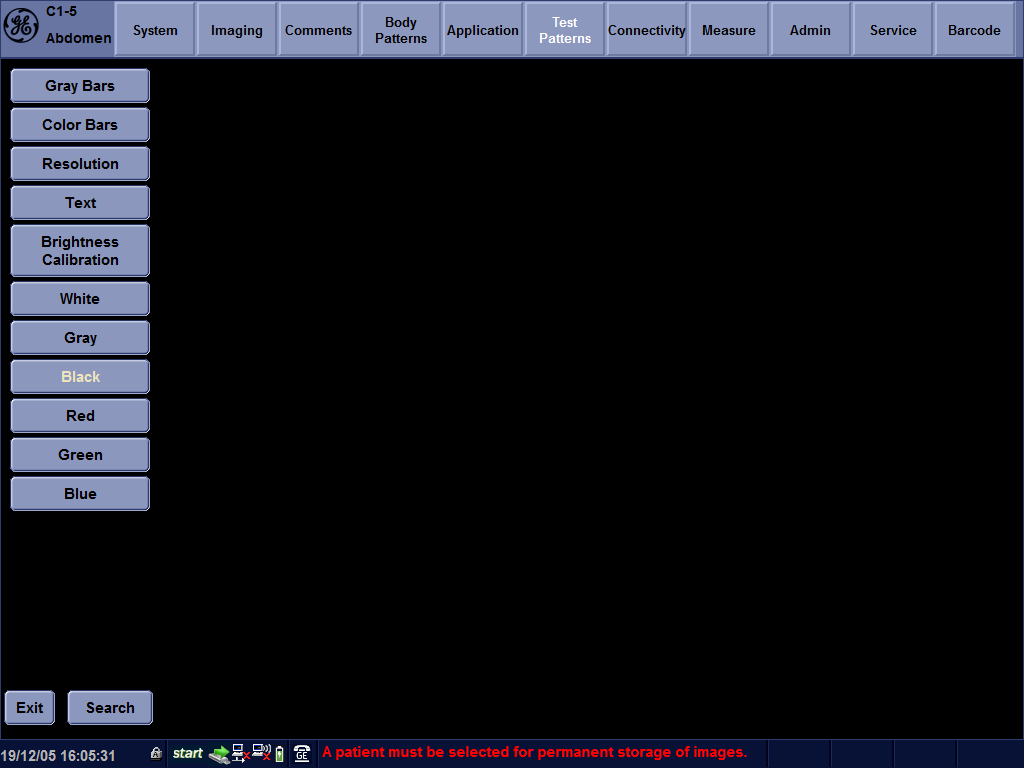 C1-5
Abdomen
System
Imaging
Comments
Body
Patterns
Application
Test
Patterns
Connectivity
Measure
Admin
Service
Barcode
Gray Bars
Color Bars
Resolution
Text
Brightness
Calibration
White
Gray
Black
Red
Green
Blue
Exit
Search
19/12/05 16:05:31
start
GE
A patient must be selected for permanent storage of images.